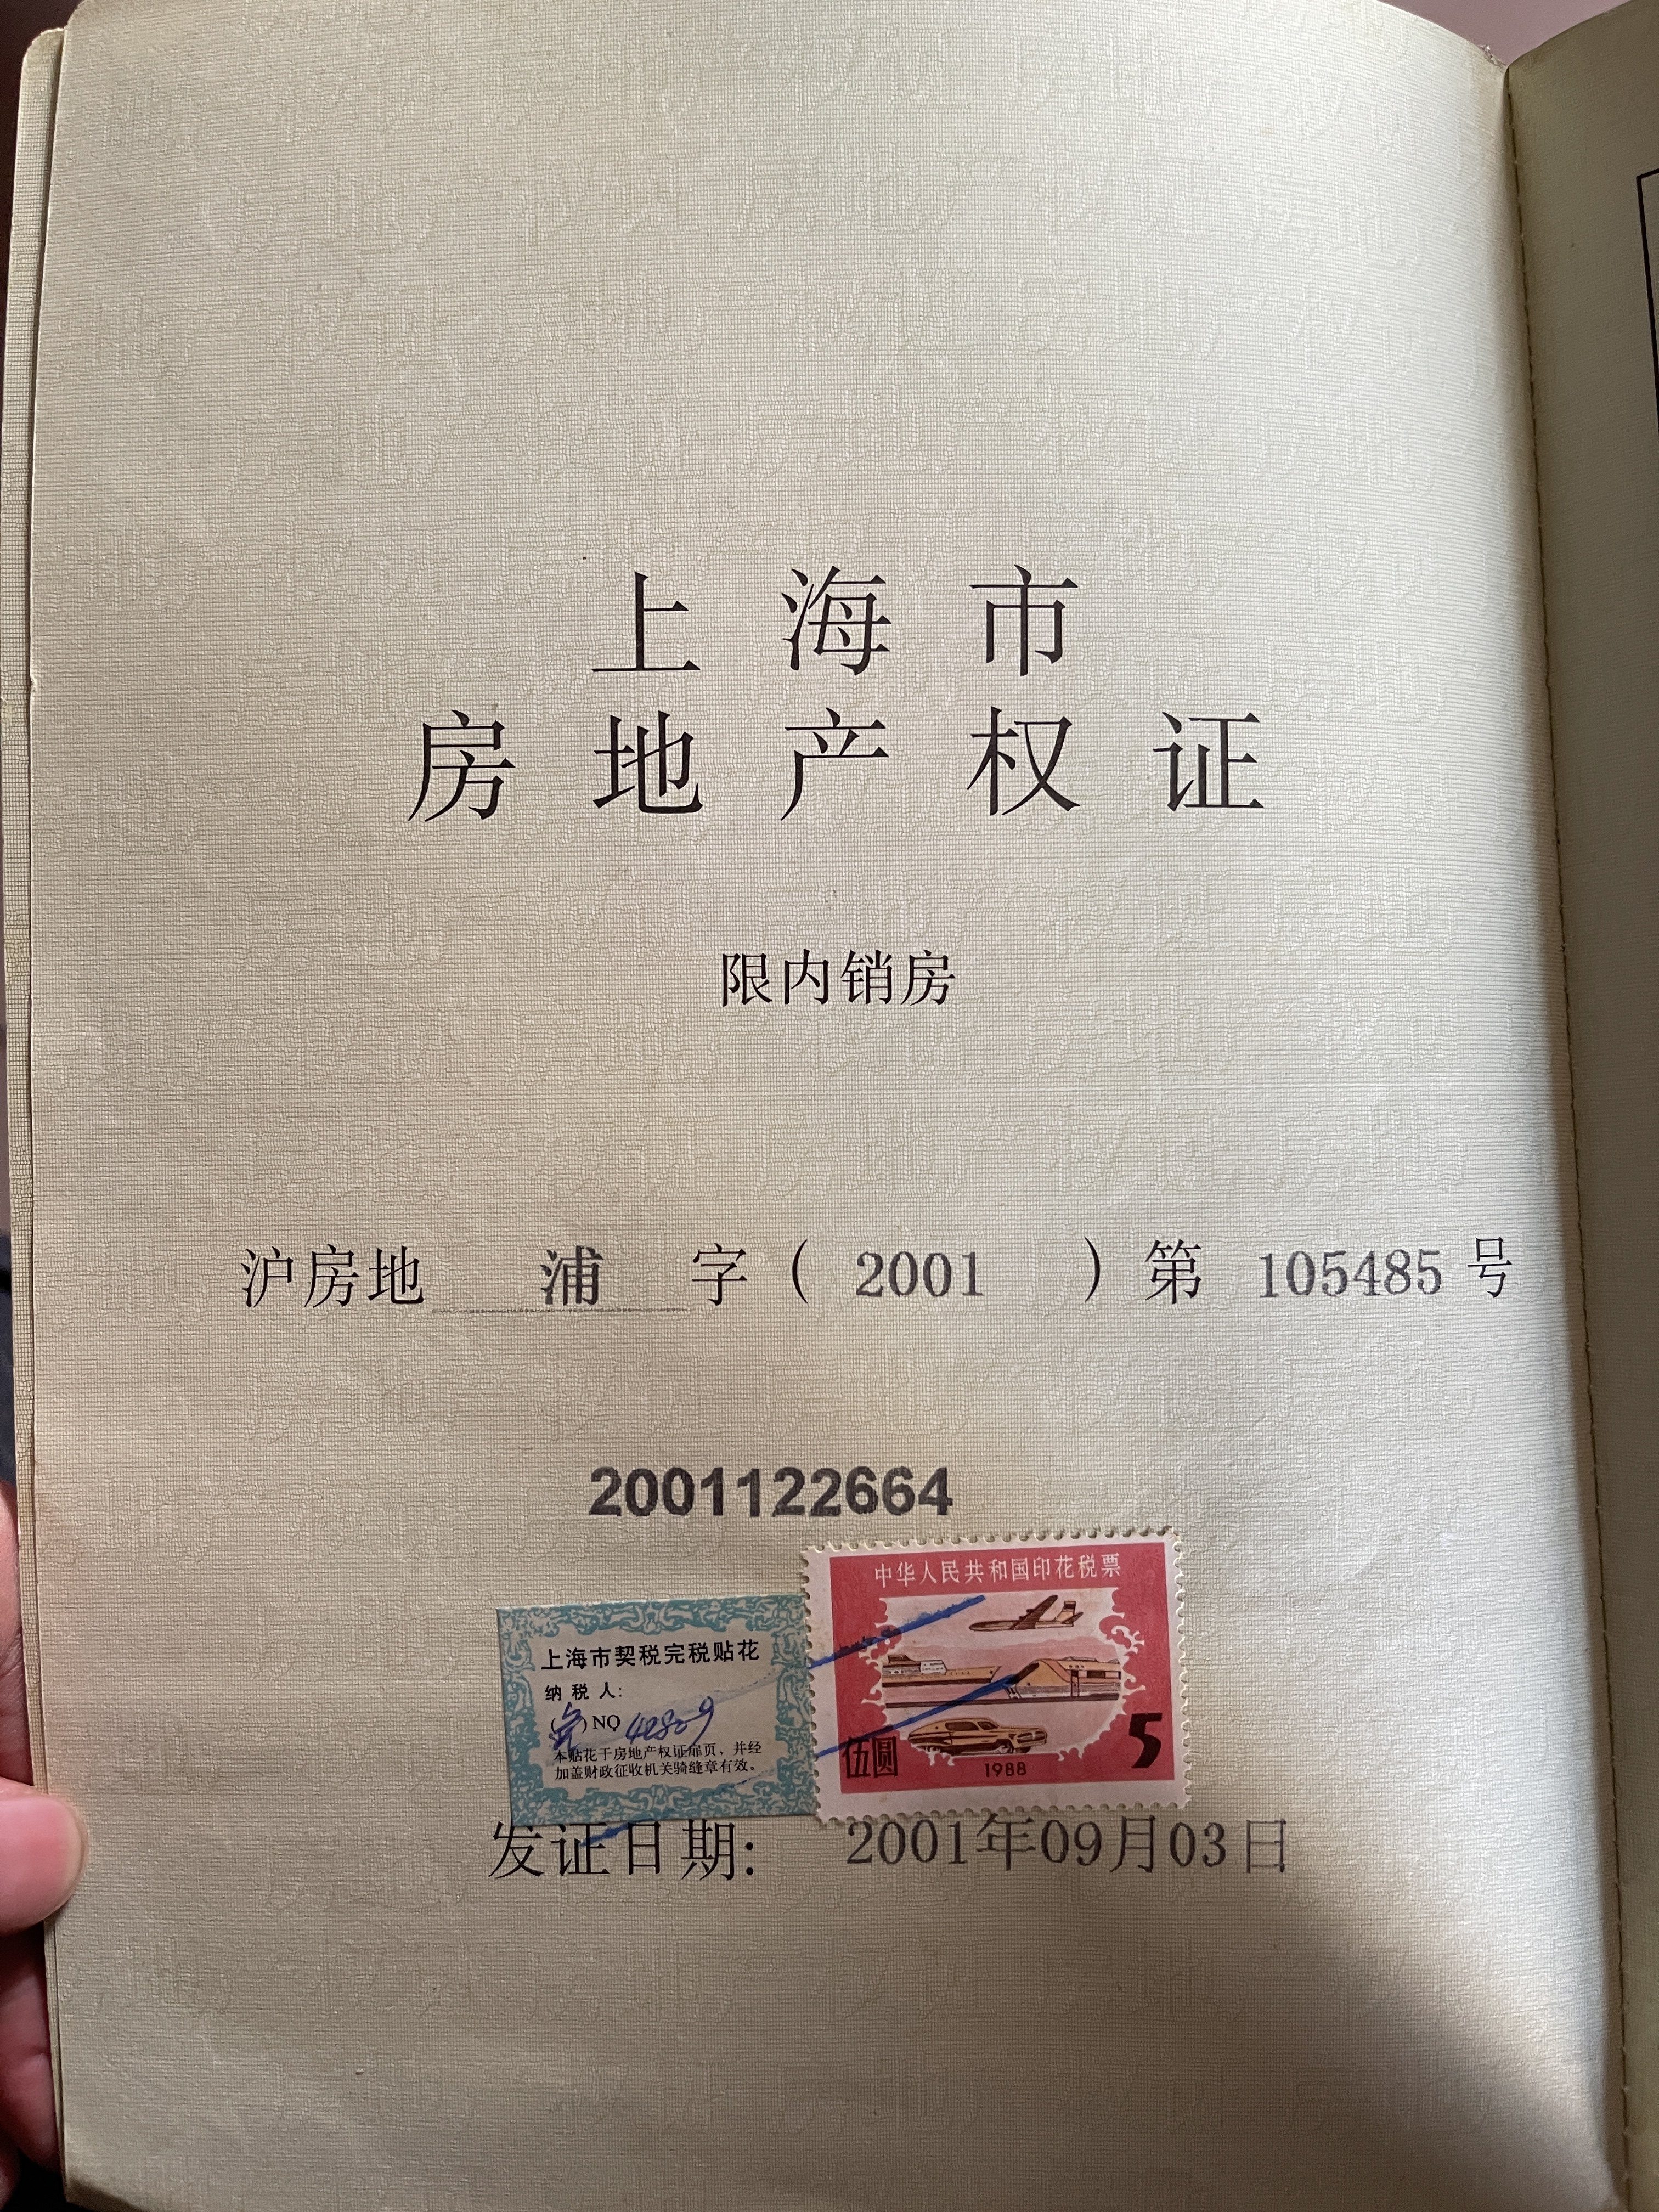 上海市
房地产权证
限内销房
沪房地 浦 字（2001）第 105485 号
2001122664
中华人民共和国印花税票
伍圆
1988
5
上海市契税完税贴花
纳税人：
( ) NO
本贴花于房地产权证扉页，并经
加盖财政征收机关骑缝章有效。
发证日期：2001年09月03日